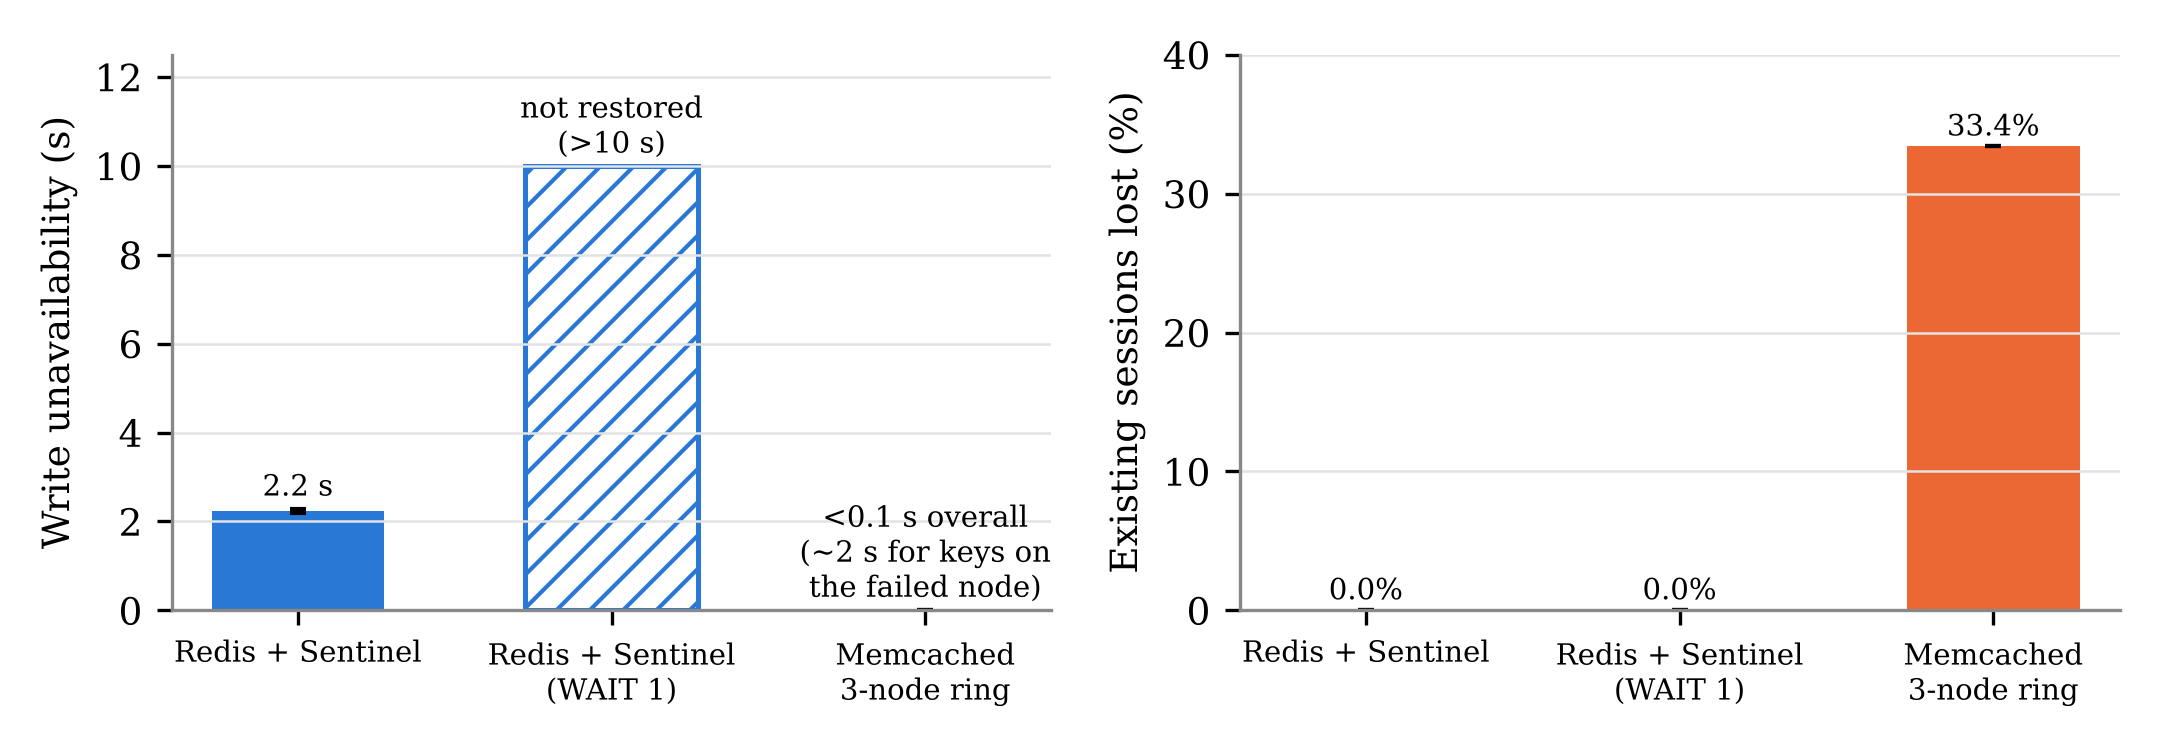 Write unavailability (s)
12
10
8
6
4
2
0
2.2 s
not restored
(>10 s)
<0.1 s overall
(~2 s for keys on
the failed node)
Redis + Sentinel
Redis + Sentinel
(WAIT 1)
Memcached
3-node ring
Existing sessions lost (%)
40
30
20
10
0
0.0%
0.0%
33.4%
Redis + Sentinel
Redis + Sentinel
(WAIT 1)
Memcached
3-node ring